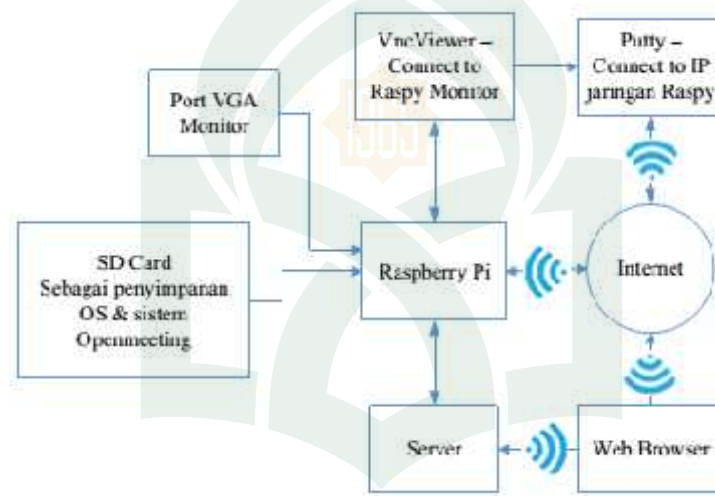 VncViewer –
Connect to
Raspy Monitor
Putty –
Connect to IP
jaringan Raspy
Port VGA
Monitor
SD Card
Sebagai penyimpanan
OS & sistem
Openmeeting
Raspberry Pi
Internet
Server
Web Browser